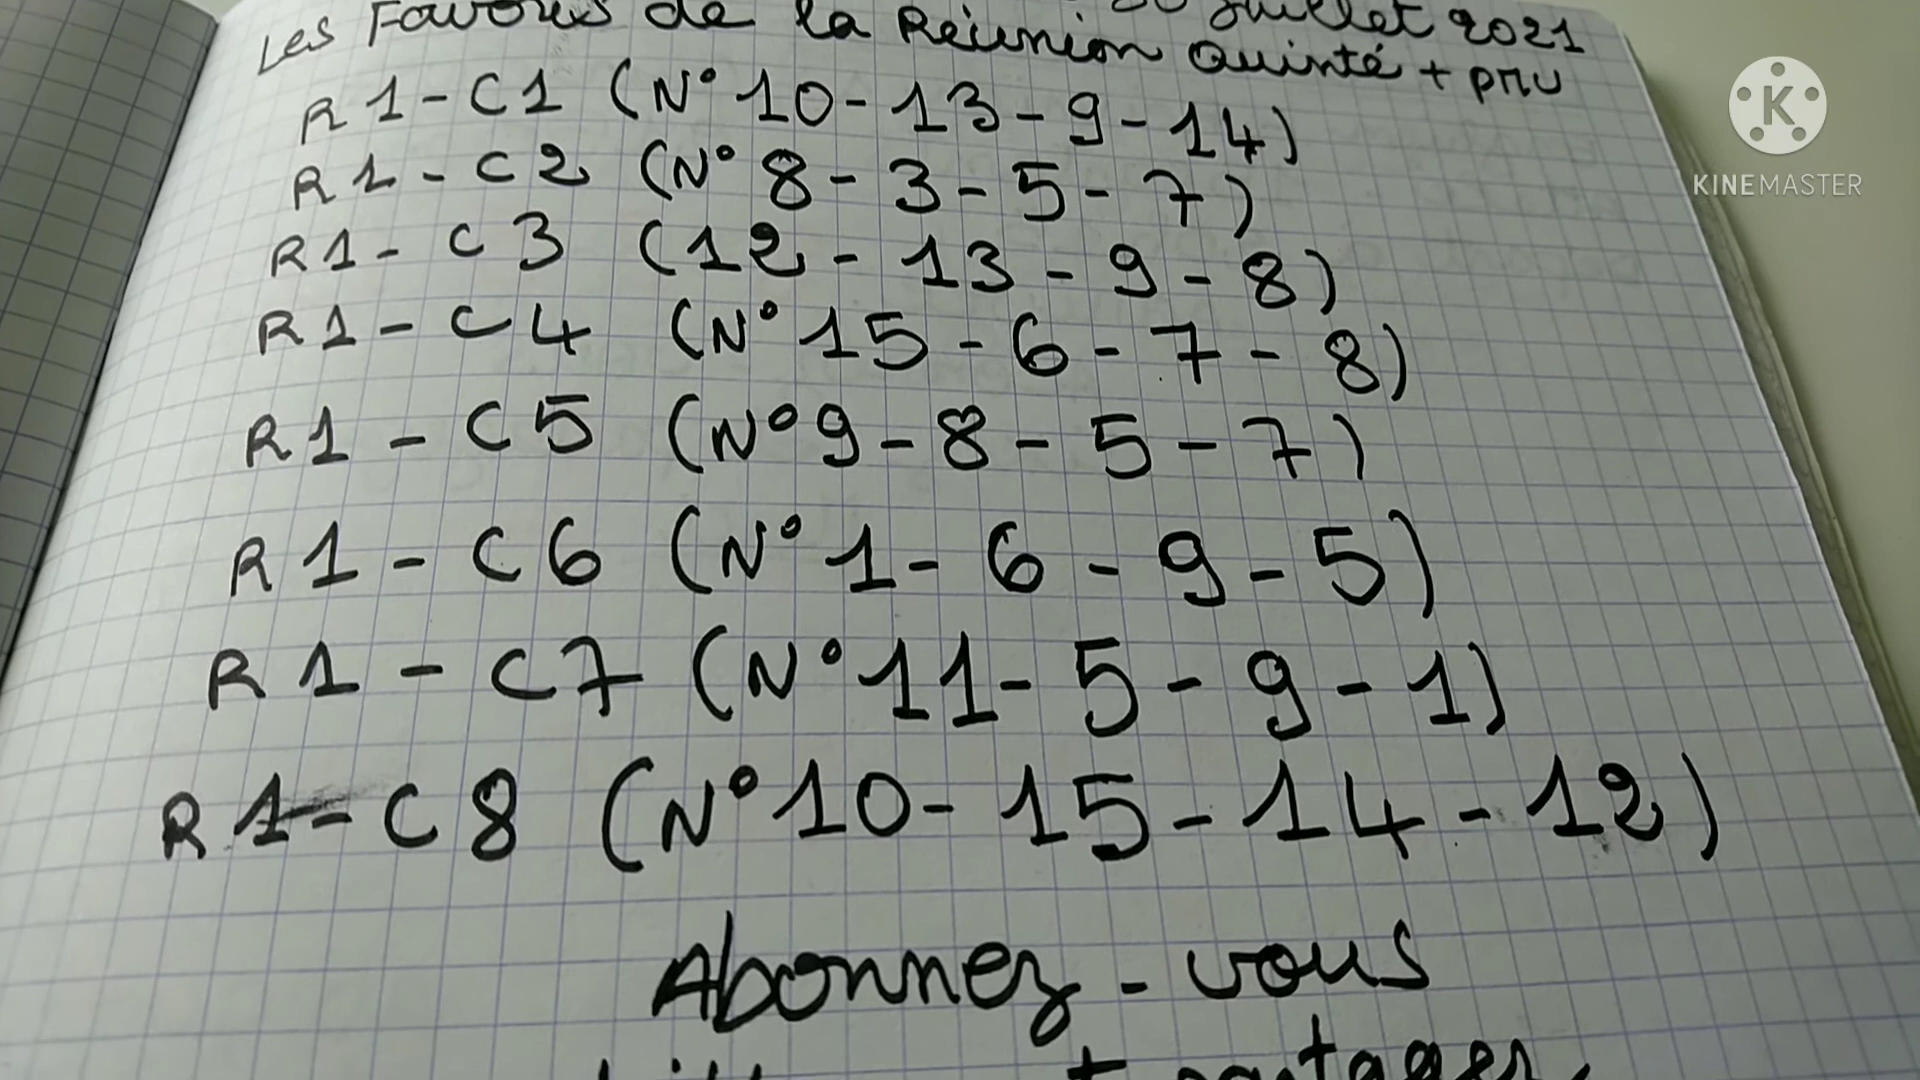 Les Favoris de la Réunion Quinté + pmu
30 Juillet 2021
R1-C1 (N° 10-13-9-14)
R1-C2 (N° 8-3-5-7)
R1-C3 (12-13-9-8)
R1-C4 (N° 15-6-7-8)
R1-C5 (N° 9-8-5-7)
R1-C6 (N° 1-6-9-5)
R1-C7 (N° 11-5-9-1)
R1-C8 (N° 10-15-14-12)
Abonnez-vous
partager
KINEMASTER